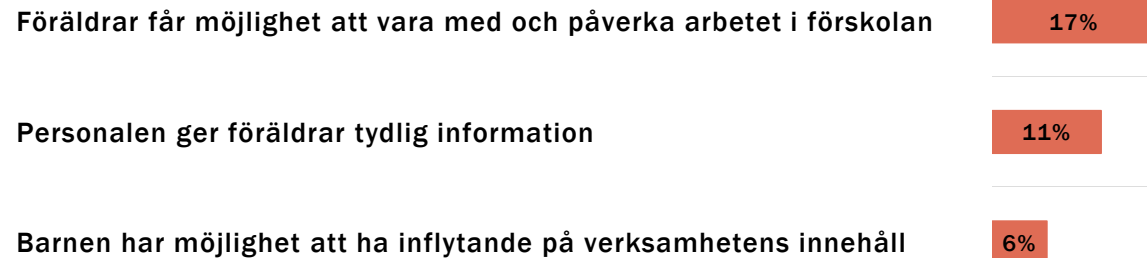 Föräldrar får möjlighet att vara med och påverka arbetet i förskolan 17%
Personalen ger föräldrar tydlig information 11%
Barnen har möjlighet att ha inflytande på verksamhetens innehåll 6%